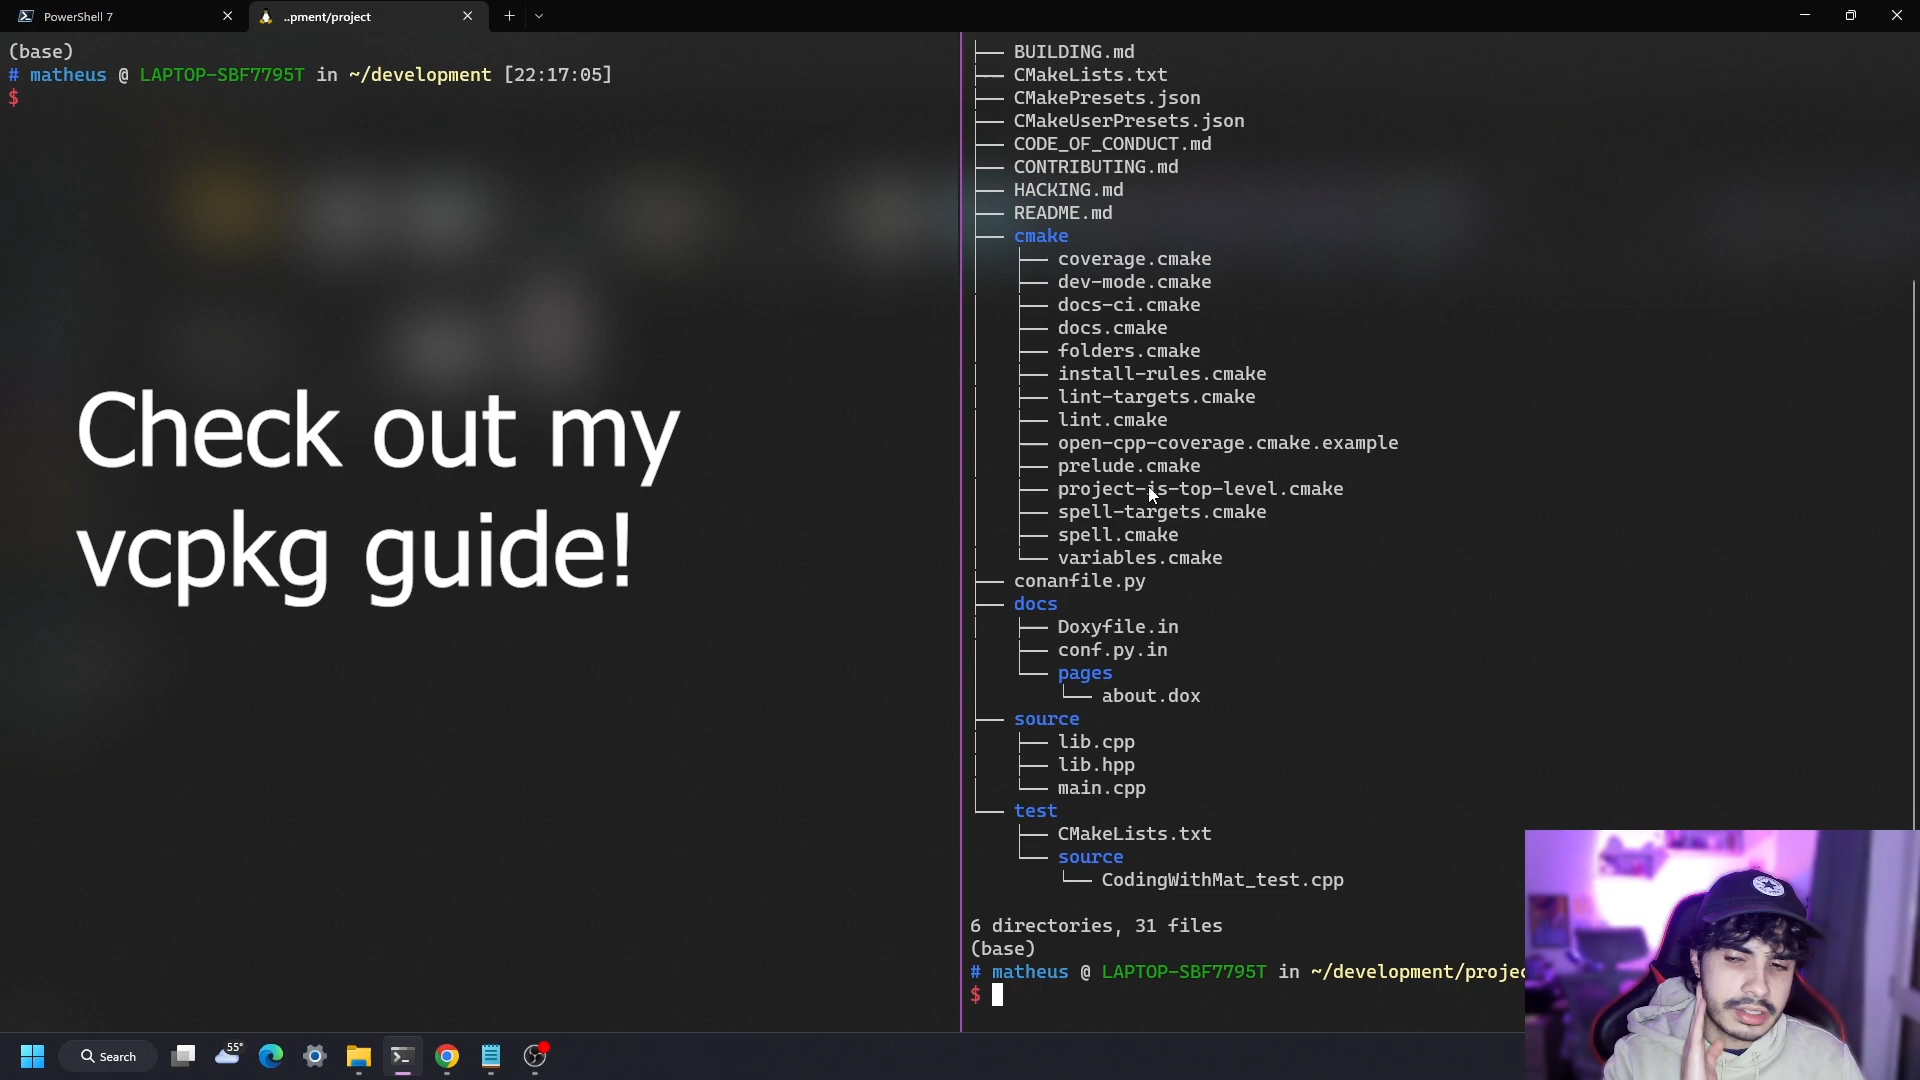 PowerShell 7
..pment/project
(base)
# matheus @ LAPTOP-SBF7795T in ~/development [22:17:05]
$
Check out my
vcpkg guide!
BUILDING.md
CMakeLists.txt
CMakePresets.json
CMakeUserPresets.json
CODE_OF_CONDUCT.md
CONTRIBUTING.md
HACKING.md
README.md
cmake
coverage.cmake
dev-mode.cmake
docs-ci.cmake
docs.cmake
folders.cmake
install-rules.cmake
lint-targets.cmake
lint.cmake
open-cpp-coverage.cmake.example
prelude.cmake
project-is-top-level.cmake
spell-targets.cmake
spell.cmake
variables.cmake
conanfile.py
docs
Doxyfile.in
conf.py.in
pages
about.dox
source
lib.cpp
lib.hpp
main.cpp
test
CMakeLists.txt
source
CodingWithMat_test.cpp
6 directories, 31 files
(base)
# matheus @ LAPTOP-SBF7795T in ~/development/projec
$
Search
55°